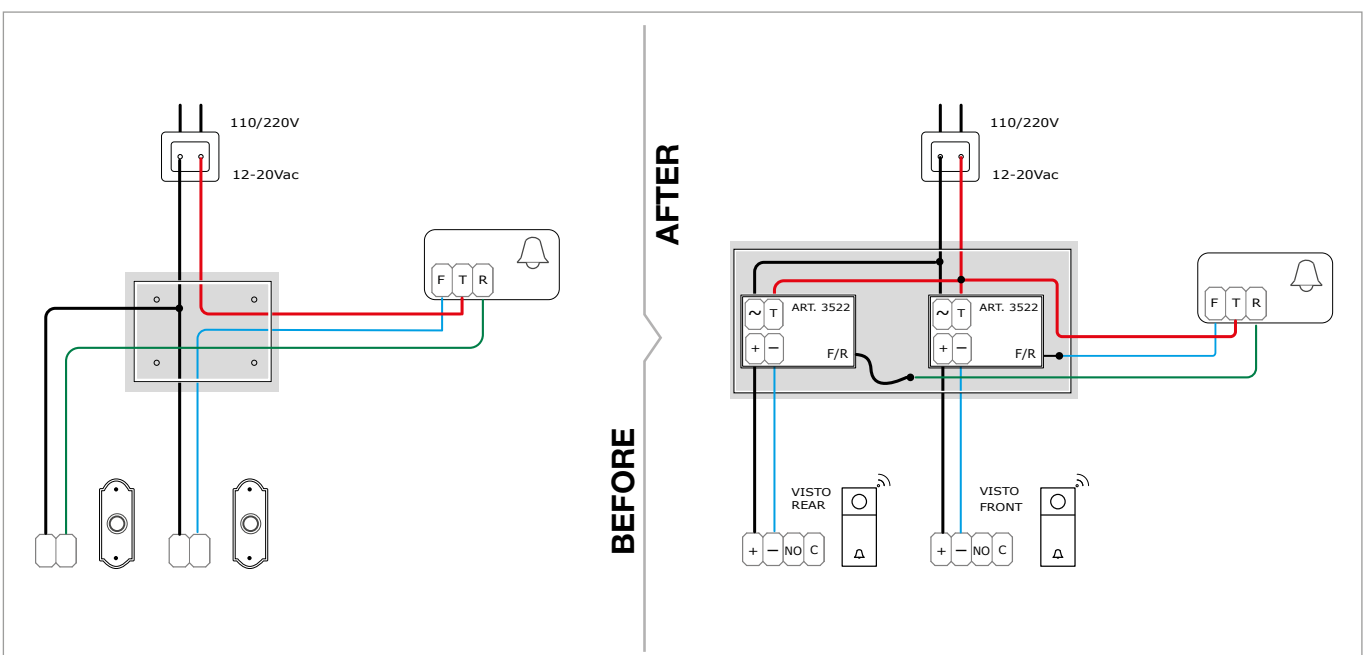 110/220V
12-20Vac
F T R
BEFORE
AFTER
110/220V
12-20Vac
~ T ART. 3522
+ − F/R
~ T ART. 3522
+ − F/R
F T R
VISTO
REAR
+ − NO C
VISTO
FRONT
+ − NO C